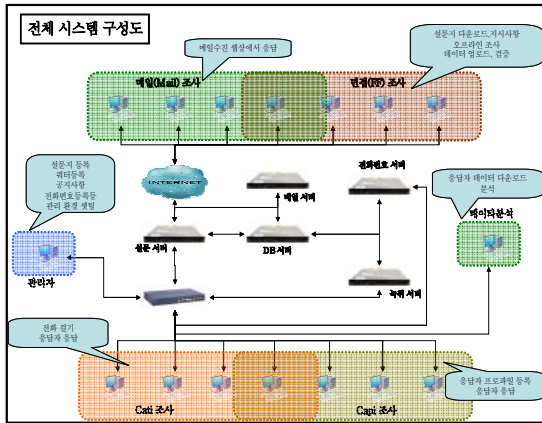 전체 시스템 구성도
메일수신 웹상에서 응답
설문지 다운로드,지시사항
오프라인 조사
데이터 업로드, 검증
메일(Mail) 조사
면접(FF) 조사
INTERNET
메일 서버
전화번호 서버
설문지 등록
쿼터등록
공지사항
전화번호등록등
관리 환경 셋팅
응답자 데이터 다운로드
분석
설문 서버
DB 서버
데이타분석
관리자
녹취 서버
전화 걸기
응답자 응답
응답자 프로파일 등록
응답자 응답
Cati 조사
Capi 조사